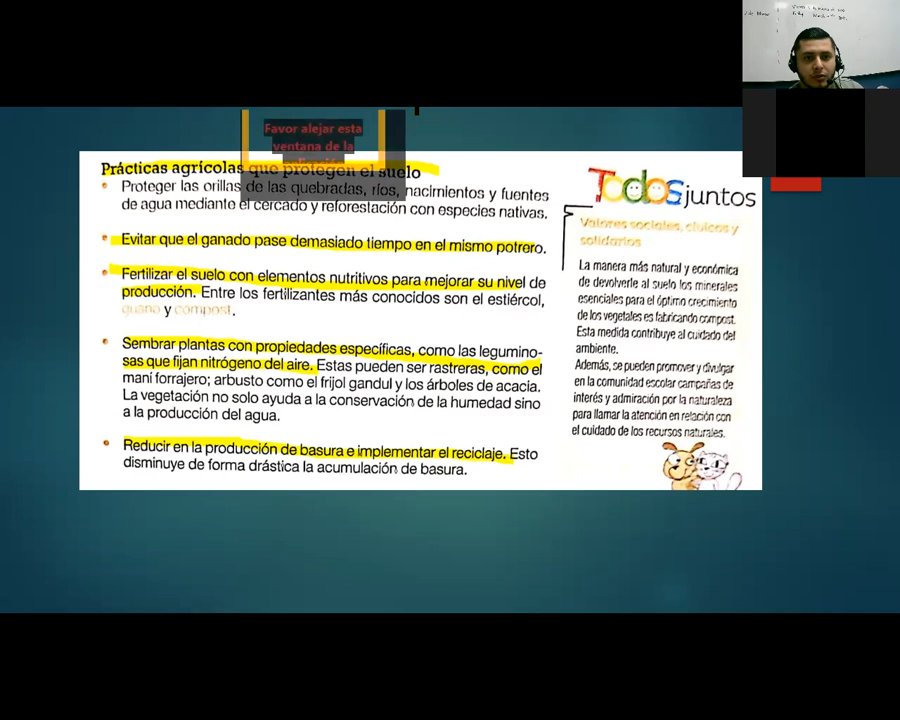 Favor alejar esta
ventana de la
Prácticas agrícolas que protegen el suelo
• Proteger las orillas de las quebradas, ríos, nacimientos y fuentes
de agua mediante el cercado y reforestación con especies nativas.
• Evitar que el ganado pase demasiado tiempo en el mismo potrero.
• Fertilizar el suelo con elementos nutritivos para mejorar su nivel de
producción. Entre los fertilizantes más conocidos son el estiércol,
guano y compost.
• Sembrar plantas con propiedades específicas, como las legumino-
sas que fijan nitrógeno del aire. Estas pueden ser rastreras, como el
maní forrajero; arbusto como el frijol gandul y los árboles de acacia.
La vegetación no solo ayuda a la conservación de la humedad sino
a la producción del agua.
• Reducir en la producción de basura e implementar el reciclaje. Esto
disminuye de forma drástica la acumulación de basura.
Todos juntos
Valores sociales, cívicos y
solidarios
La manera más natural y económica
de devolverle al suelo los minerales
esenciales para el óptimo crecimiento
de los vegetales es fabricando compost.
Esta medida contribuye al cuidado del
ambiente.
Además, se pueden promover y divulgar
en la comunidad escolar campañas de
interés y admiración por la naturaleza
para llamar la atención en relación con
el cuidado de los recursos naturales.